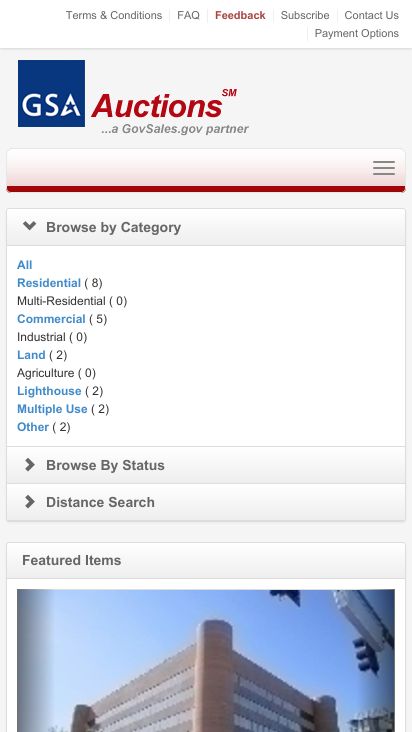 Terms & Conditions FAQ Feedback Subscribe Contact Us
Payment Options
GSA Auctions SM
...a GovSales.gov partner
Browse by Category
All
Residential ( 8)
Multi-Residential ( 0)
Commercial ( 5)
Industrial ( 0)
Land ( 2)
Agriculture ( 0)
Lighthouse ( 2)
Multiple Use ( 2)
Other ( 2)
Browse By Status
Distance Search
Featured Items